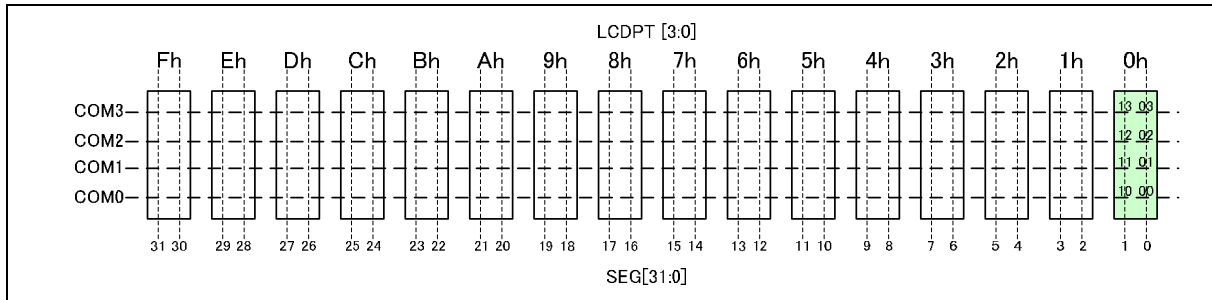 LCDPT [3:0]
Fh Eh Dh Ch Bh Ah 9h 8h 7h 6h 5h 4h 3h 2h 1h 0h
COM3 13 03
COM2 12 02
COM1 11 01
COM0 10 00
31 30 29 28 27 26 25 24 23 22 21 20 19 18 17 16 15 14 13 12 11 10 9 8 7 6 5 4 3 2 1 0
SEG[31:0]